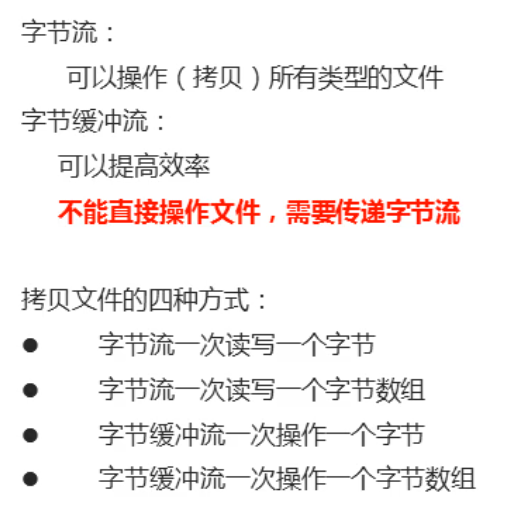 字节流：
可以操作（拷贝）所有类型的文件
字节缓冲流：
可以提高效率
不能直接操作文件，需要传递字节流
拷贝文件的四种方式：
● 字节流一次读写一个字节
● 字节流一次读写一个字节数组
● 字节缓冲流一次操作一个字节
● 字节缓冲流一次操作一个字节数组